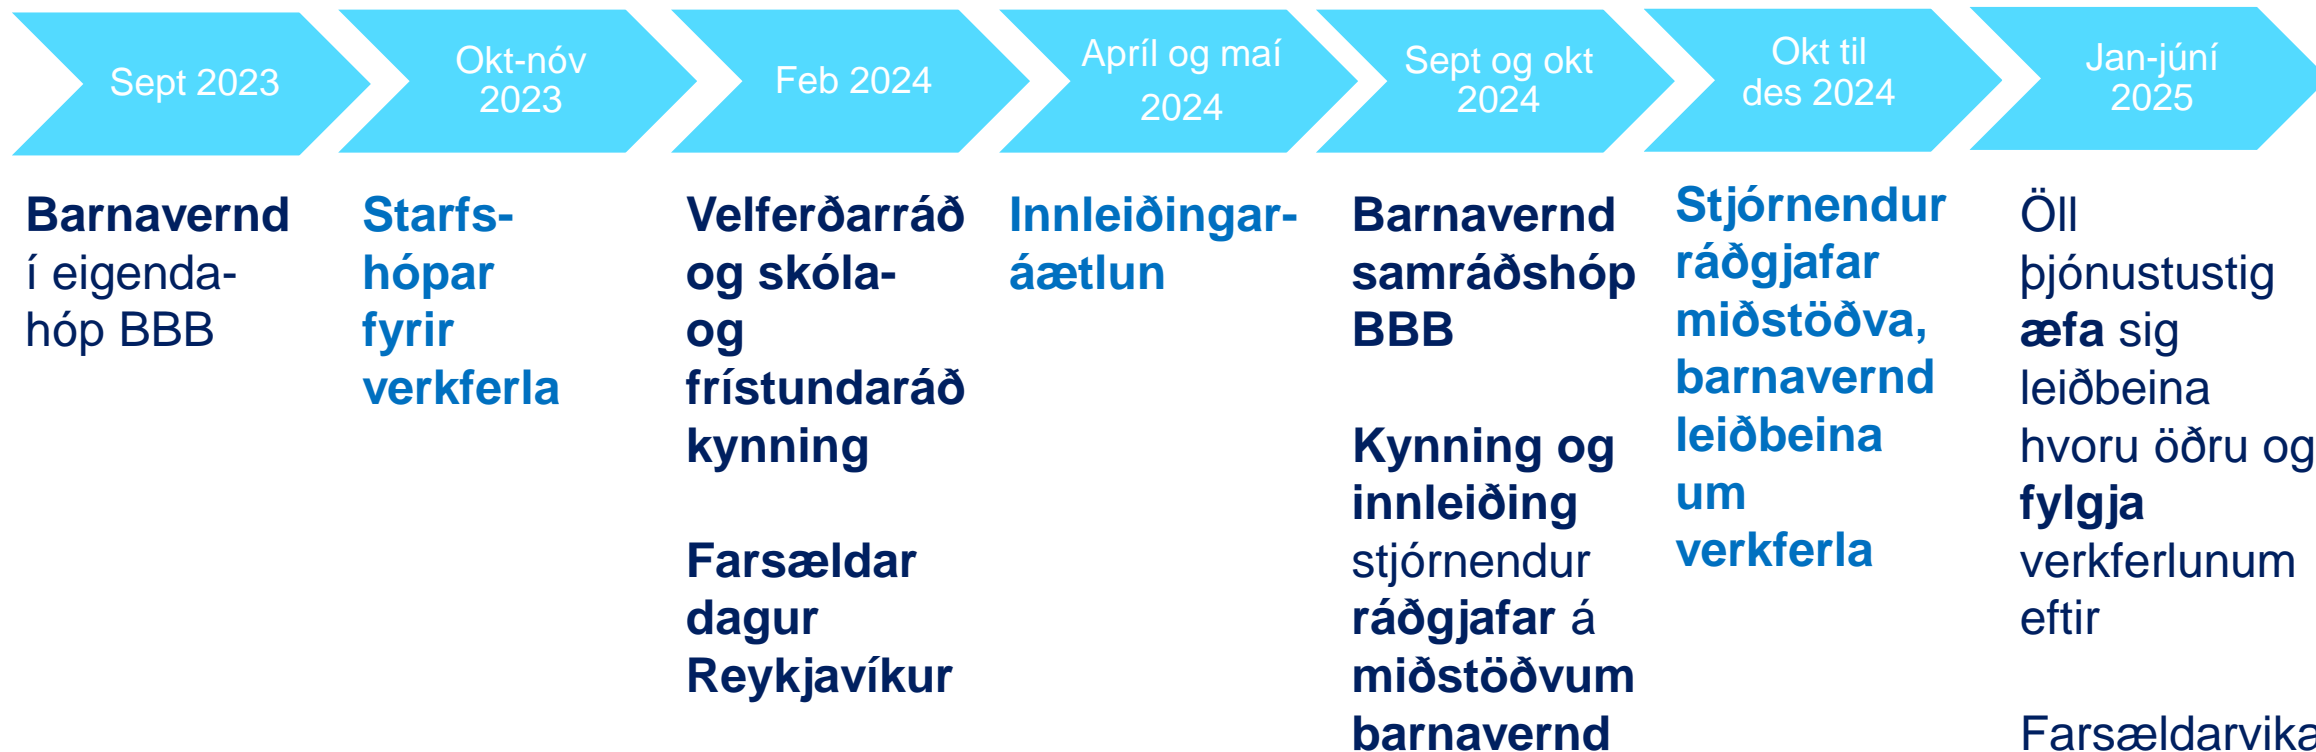 Sept 2023
Okt-nóv
2023
Feb 2024
Apríl og maí
2024
Sept og okt
2024
Okt til
des 2024
Jan-júní
2025
Barnavernd
í eigenda-
hóp BBB
Starfs-
hópar
fyrir
verkferla
Velferðarráð
og skóla-
og
frístundaráð
kynning
Farsældar
dagur
Reykjavíkur
Innleiðingar-
áætlun
Barnavernd
samráðshóp
BBB
Kynning og
innleiðing
stjórnendur
ráðgjafar á
miðstöðvum
barnavernd
Stjórnendur
ráðgjafar
miðstöðva,
barnavernd
leiðbeina
um
verkferla
Öll
þjónustustig
æfa sig
leiðbeina
hvoru öðru og
fylgja
verkferlunum
eftir
Farsældarvika